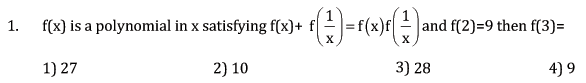 1. f(x) is a polynomial in x satisfying f(x)+ f(1/x)=f(x)f(1/x) and f(2)=9 then f(3)=
1) 27 2) 10 3) 28 4) 9